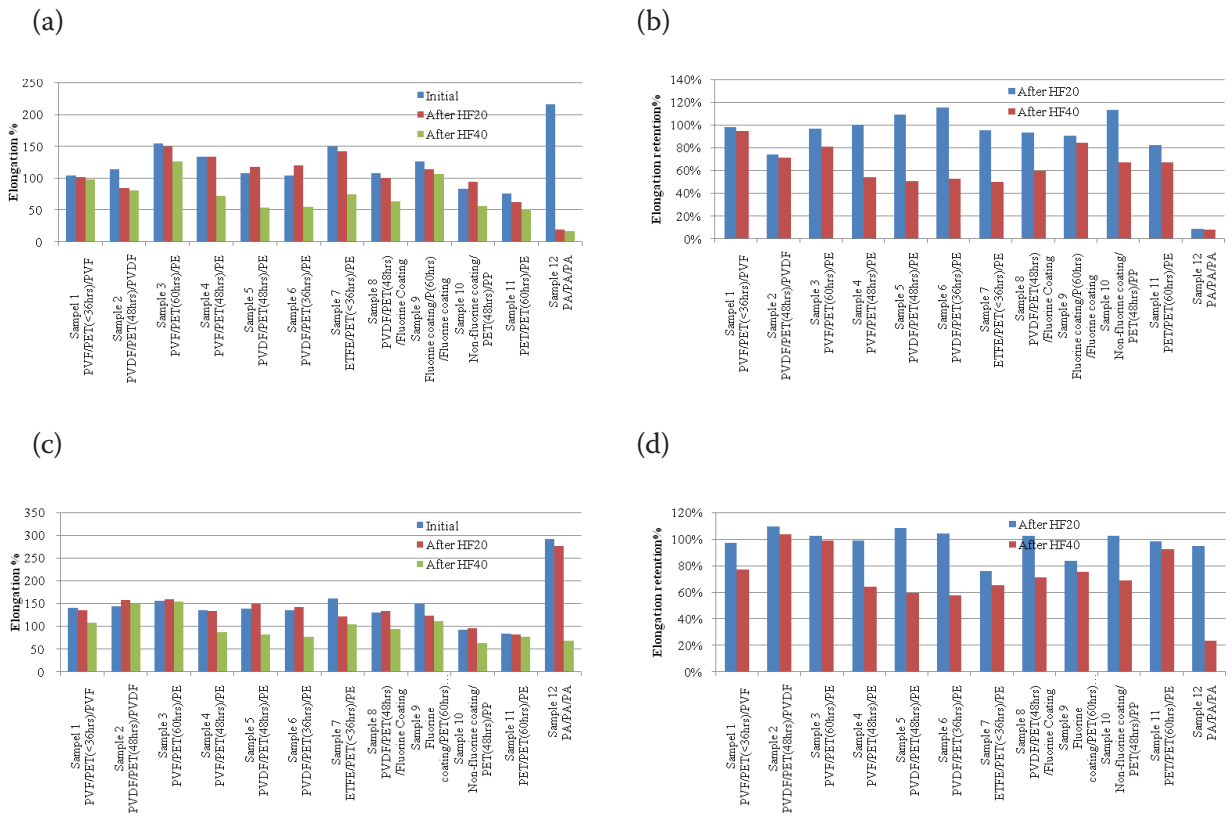 (a)
Elongation %
250
200
150
100
50
0
Initial
After HF20
After HF40
Sampel 1
PVF/PET(<36hrs)/PVF
Sample 2
PVDF/PET(48hrs)/PVDF
Sample 3
PVF/PET(60hrs)/PE
Sample 4
PVF/PET(48hrs)/PE
Sample 5
PVDF/PET(48hrs)/PE
Sample 6
PVDF/PET(36hrs)/PE
Sample 7
ETFE/PET(<36hrs)/PE
Sample 8
PVDF/PET(48hrs)
/Fluorine Coating
Sample 9
Fluorine coating/P(60hrs)
/Fluorine coating
Sample 10
Non-fluorine coating/
PET(48hrs)/PP
Sample 11
PET/PET(60hrs)/PE
Sample 12
PA/PA/PA
(b)
Elongation retention%
140%
120%
100%
80%
60%
40%
20%
0%
After HF20
After HF40
Sampel 1
PVF/PET(<36hrs)/PVF
Sample 2
PVDF/PET(48hrs)/PVDF
Sample 3
PVF/PET(60hrs)/PE
Sample 4
PVF/PET(48hrs)/PE
Sample 5
PVDF/PET(48hrs)/PE
Sample 6
PVDF/PET(36hrs)/PE
Sample 7
ETFE/PET(<36hrs)/PE
Sample 8
PVDF/PET(48hrs)
/Fluorine Coating
Sample 9
Fluorine coating/P(60hrs)
/Fluorine coating
Sample 10
Non-fluorine coating/
PET(48hrs)/PP
Sample 11
PET/PET(60hrs)/PE
Sample 12
PA/PA/PA
(c)
Elongation %
350
300
250
200
150
100
50
0
Initial
After HF20
After HF40
Sampel 1
PVF/PET(<36hrs)/PVF
Sample 2
PVDF/PET(48hrs)/PVDF
Sample 3
PVF/PET(60hrs)/PE
Sample 4
PVF/PET(48hrs)/PE
Sample 5
PVDF/PET(48hrs)/PE
Sample 6
PVDF/PET(36hrs)/PE
Sample 7
ETFE/PET(<36hrs)/PE
Sample 8
PVDF/PET(48hrs)
/Fluorine Coating
Sample 9
Fluorine
coating/PET(60hrs)...
Sample 10
Non-fluorine coating/
PET(48hrs)/PP
Sample 11
PET/PET(60hrs)/PE
Sample 12
PA/PA/PA
(d)
Elongation retention%
120%
100%
80%
60%
40%
20%
0%
After HF20
After HF40
Sampel 1
PVF/PET(<36hrs)/PVF
Sample 2
PVDF/PET(48hrs)/PVDF
Sample 3
PVF/PET(60hrs)/PE
Sample 4
PVF/PET(48hrs)/PE
Sample 5
PVDF/PET(48hrs)/PE
Sample 6
PVDF/PET(36hrs)/PE
Sample 7
ETFE/PET(<36hrs)/PE
Sample 8
PVDF/PET(48hrs)
/Fluorine Coating
Sample 9
Fluorine
coating/PET(60hrs)...
Sample 10
Non-fluorine coating/
PET(48hrs)/PP
Sample 11
PET/PET(60hrs)/PE
Sample 12
PA/PA/PA